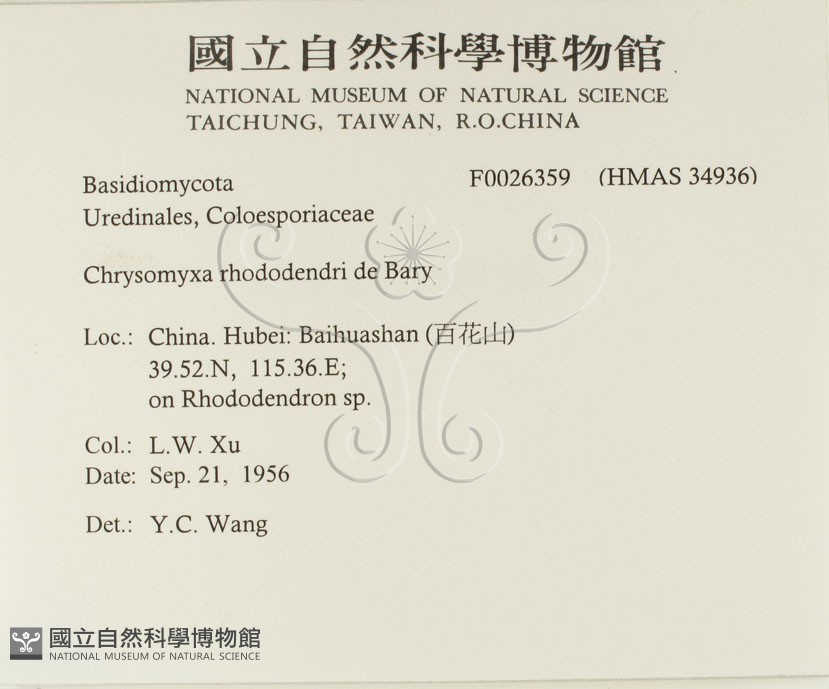 國立自然科學博物館
NATIONAL MUSEUM OF NATURAL SCIENCE
TAICHUNG, TAIWAN, R.O.CHINA
Basidiomycota F0026359 (HMAS 34936)
Uredinales, Coloesporiaceae
Chrysomyxa rhododendri de Bary
Loc.: China. Hubei: Baihuashan (百花山)
39.52.N, 115.36.E;
on Rhododendron sp.
Col.: L.W. Xu
Date: Sep. 21, 1956
Det.: Y.C. Wang
國立自然科學博物館
NATIONAL MUSEUM OF NATURAL SCIENCE